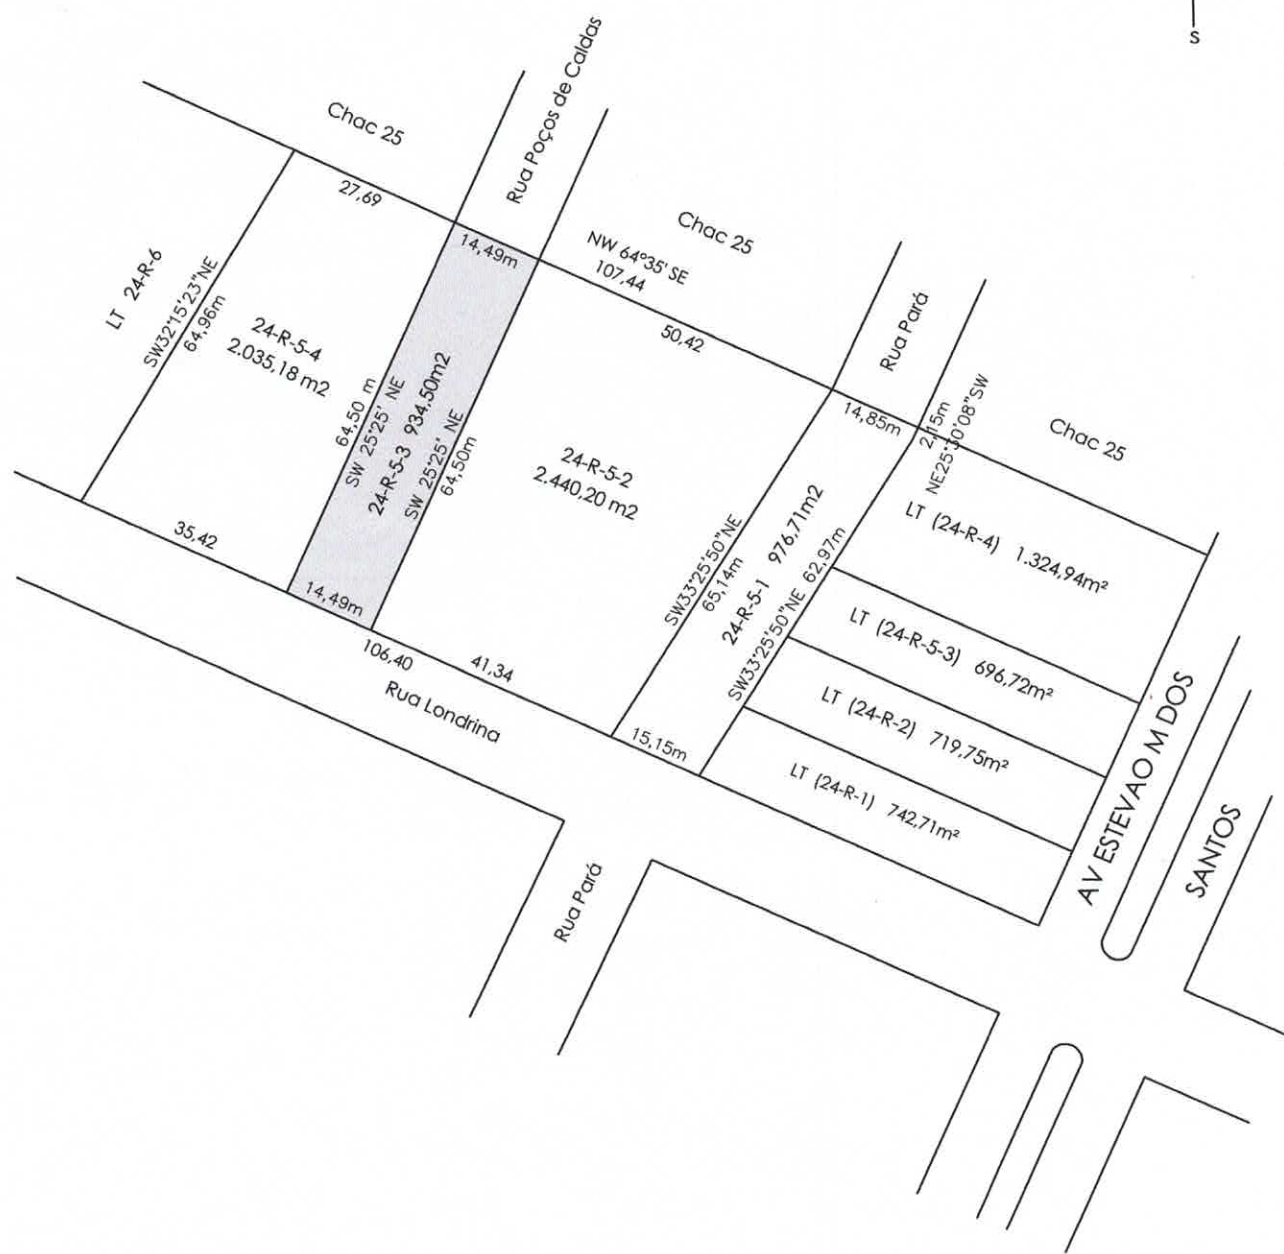 S
Rua Poços de Caldas
Chac 25
27,69
14,49m
Chac 25
NW 64°35' SE
107,44
50,42
Rua Pará
LT 24-R-6
SW32°15'23"NE
64,96m
24-R-5-4
2.035,18 m2
64,50 m
SW 25°25' NE
24-R-5-3 934,50m2
SW 25°25' NE
64,50m
24-R-5-2
2.440,20 m2
14,85m
2,15m
NE25°30'08"SW
Chac 25
SW33°25'50"NE
65,14m
24-R-5-1 976,71m2
SW33°25'50"NE 62,97m
LT (24-R-4) 1.324,94m²
LT (24-R-5-3) 696,72m²
LT (24-R-2) 719,75m²
LT (24-R-1) 742,71m²
35,42
14,49m
106,40
41,34
15,15m
Rua Londrina
AV ESTEVAO M DOS
SANTOS
Rua Pará